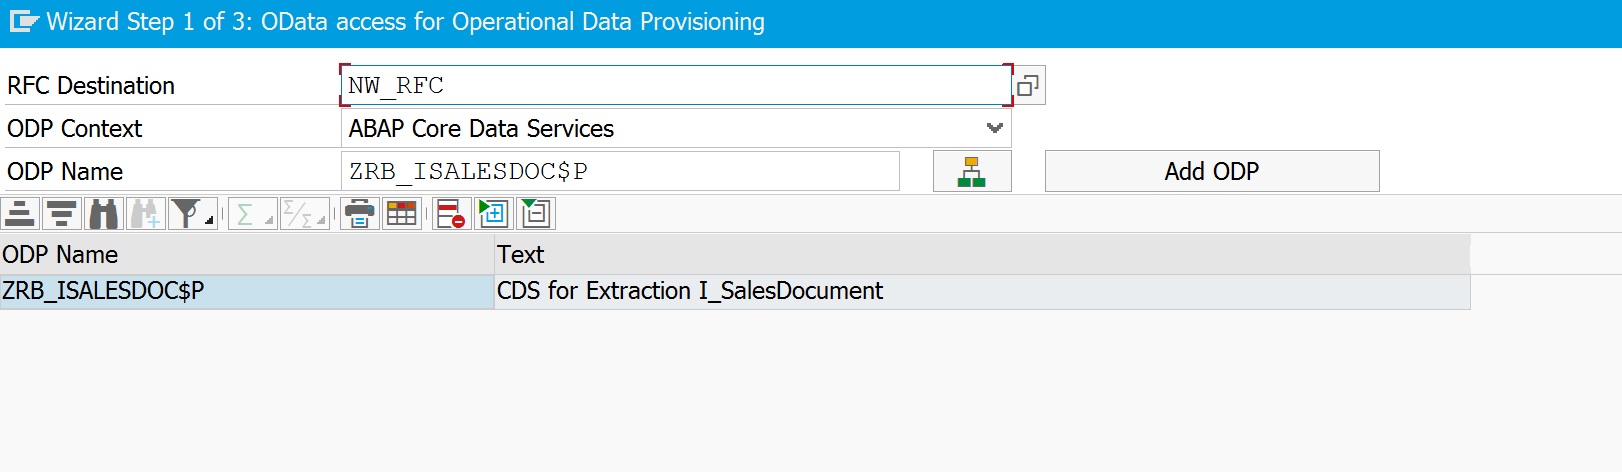 Wizard Step 1 of 3: OData access for Operational Data Provisioning
RFC Destination NW_RFC
ODP Context ABAP Core Data Services
ODP Name ZRB_ISALESDOC$P Add ODP
ODP Name Text
ZRB_ISALESDOC$P CDS for Extraction I_SalesDocument